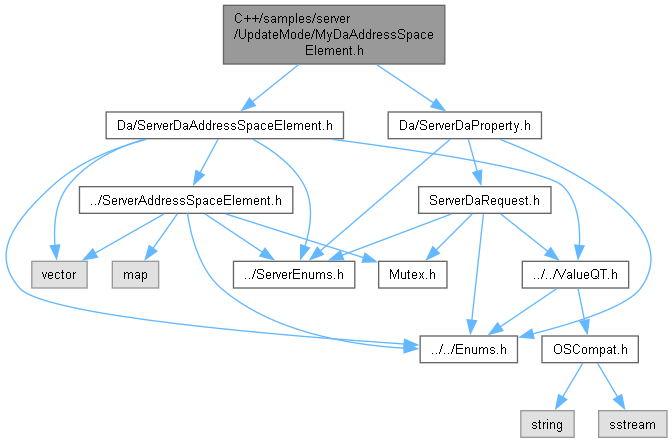 C++/samples/server
/UpdateMode/MyDaAddressSpace
Element.h
Da/ServerDaAddressSpaceElement.h
Da/ServerDaProperty.h
../ServerAddressSpaceElement.h
ServerDaRequest.h
vector
map
../ServerEnums.h
Mutex.h
../../ValueQT.h
../../Enums.h
OSCompat.h
string
sstream